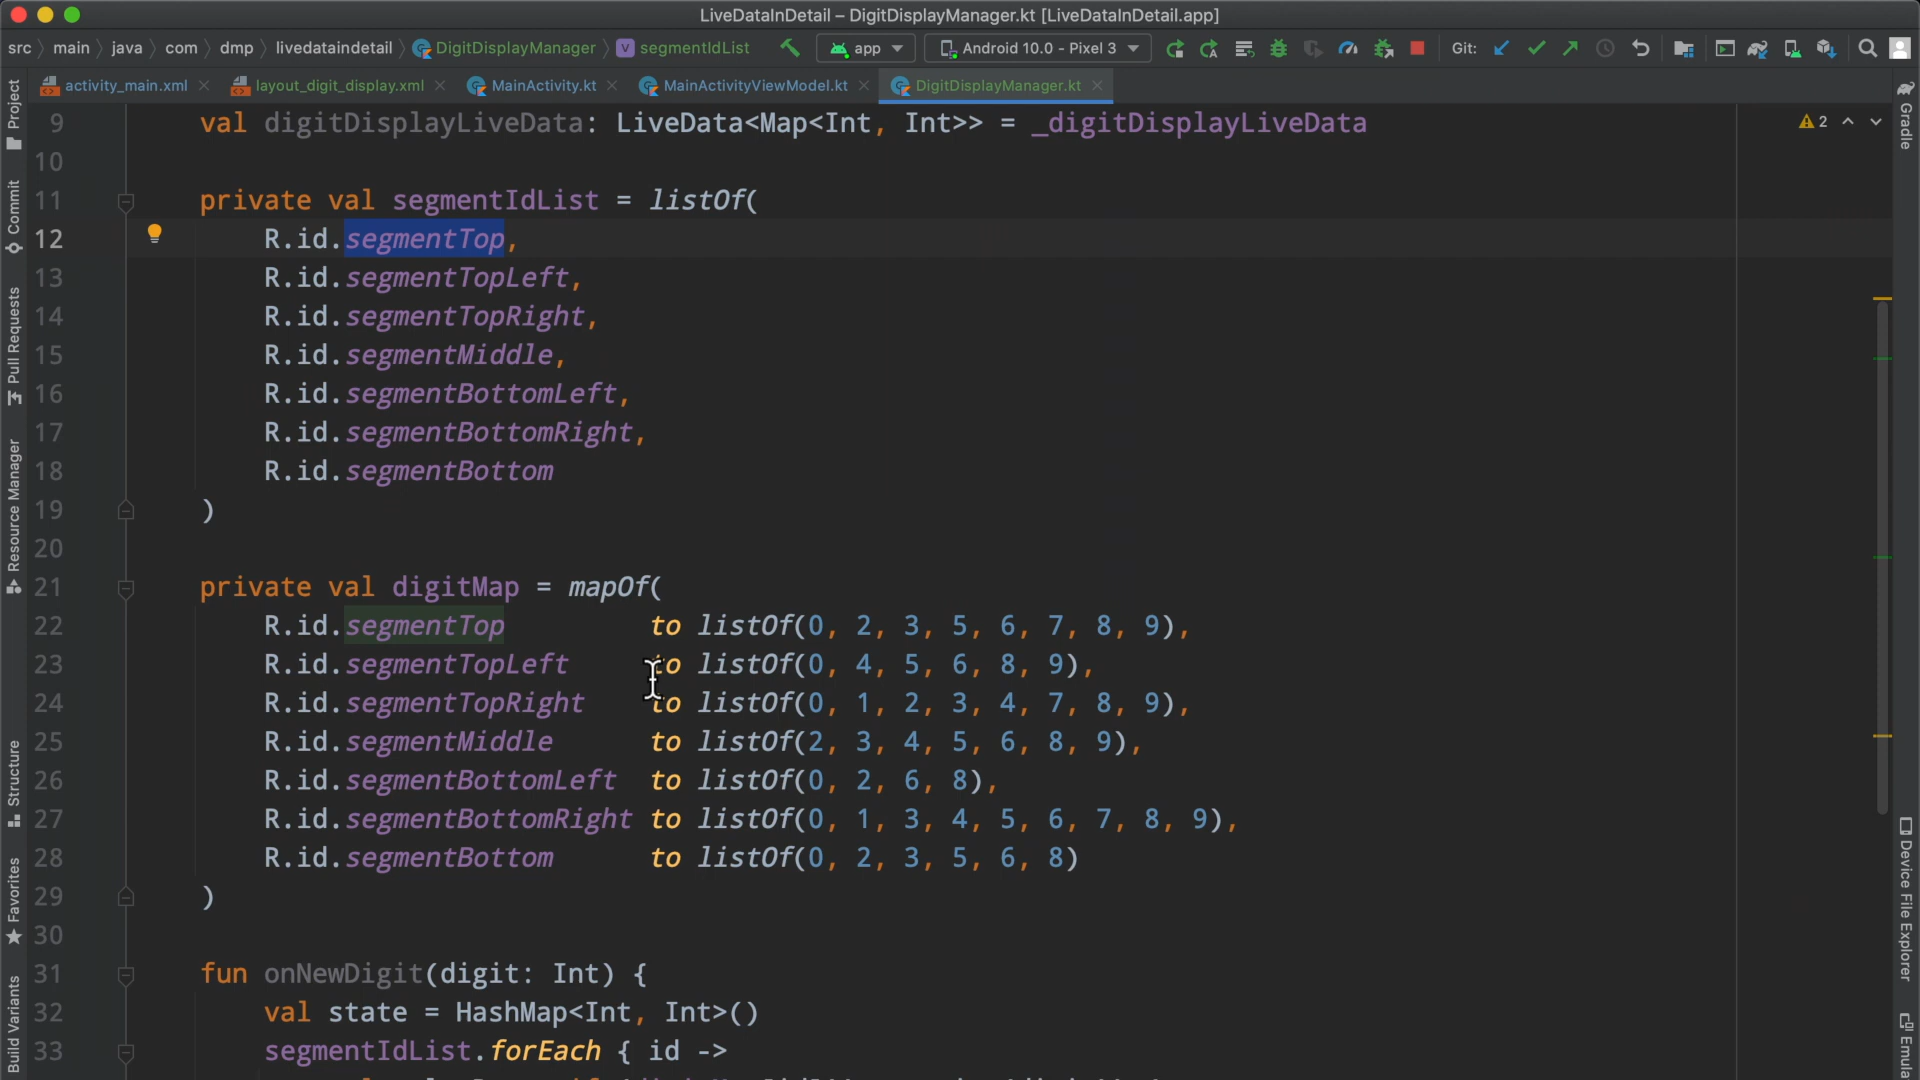 LiveDataInDetail – DigitDisplayManager.kt [LiveDataInDetail.app]
src main java com dmp livedataindetail DigitDisplayManager segmentIdList app Android 10.0 - Pixel 3 Git:
activity_main.xml layout_digit_display.xml MainActivity.kt MainActivityViewModel.kt DigitDisplayManager.kt
9 val digitDisplayLiveData: LiveData<Map<Int, Int>> = _digitDisplayLiveData
2
10
11 private val segmentIdList = listOf(
12 R.id.segmentTop,
13 R.id.segmentTopLeft,
14 R.id.segmentTopRight,
15 R.id.segmentMiddle,
16 R.id.segmentBottomLeft,
17 R.id.segmentBottomRight,
18 R.id.segmentBottom
19 )
20
21 private val digitMap = mapOf(
22 R.id.segmentTop to listOf(0, 2, 3, 5, 6, 7, 8, 9),
23 R.id.segmentTopLeft to listOf(0, 4, 5, 6, 8, 9),
24 R.id.segmentTopRight to listOf(0, 1, 2, 3, 4, 7, 8, 9),
25 R.id.segmentMiddle to listOf(2, 3, 4, 5, 6, 8, 9),
26 R.id.segmentBottomLeft to listOf(0, 2, 6, 8),
27 R.id.segmentBottomRight to listOf(0, 1, 3, 4, 5, 6, 7, 8, 9),
28 R.id.segmentBottom to listOf(0, 2, 3, 5, 6, 8)
29 )
30
31 fun onNewDigit(digit: Int) {
32 val state = HashMap<Int, Int>()
33 segmentIdList.forEach { id ->
Project
Commit
Pull Requests
Resource Manager
Structure
Favorites
Build Variants
Gradle
Device File Explorer
Emula